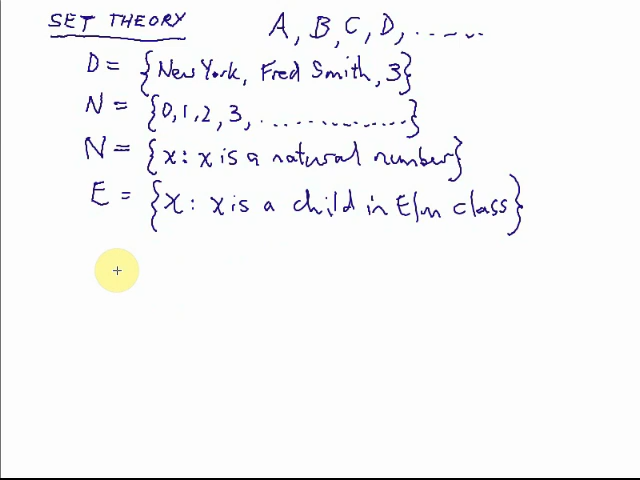 SET THEORY A, B, C, D, ......
D = {New York, Fred Smith, 3}
N = {0, 1, 2, 3, ..............}
N = {x : x is a natural number}
E = {x : x is a child in Elm class}